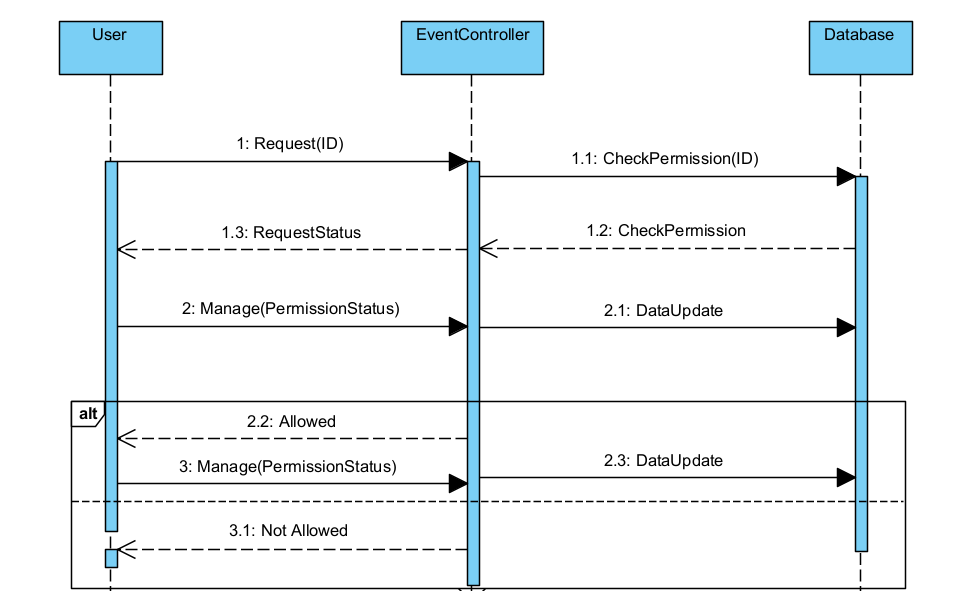 User
EventController
Database
1: Request(ID)
1.1: CheckPermission(ID)
1.2: CheckPermission
1.3: RequestStatus
2: Manage(PermissionStatus)
2.1: DataUpdate
alt
2.2: Allowed
3: Manage(PermissionStatus)
2.3: DataUpdate
3.1: Not Allowed